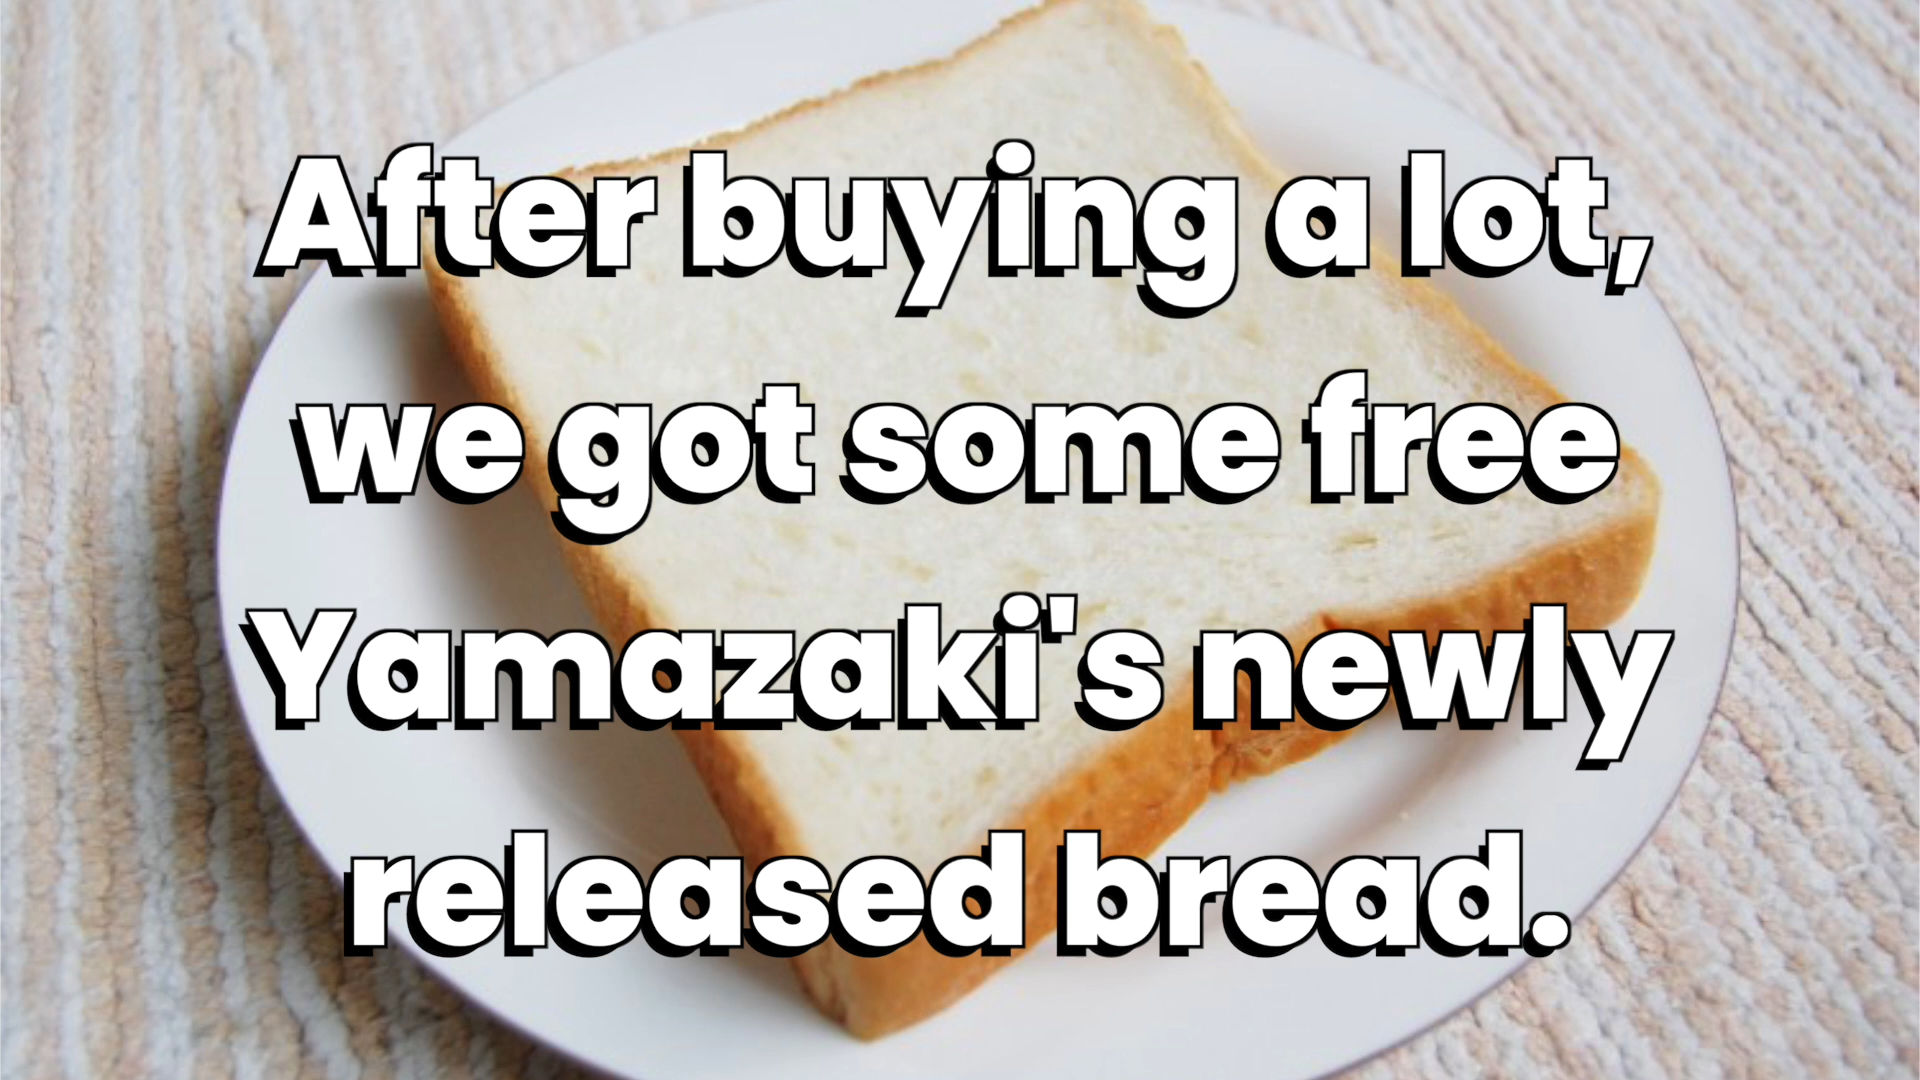 After buying a lot,
we got some free
Yamazaki's newly
released bread.